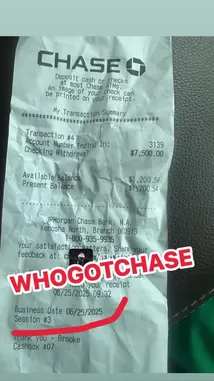 CHASE
Deposit cash or checks
at most Chase ATMs.
An image of your check can
be printed on your receipt.
My Transaction Summary
Transaction #4
Account Number Ending In: 3139
Checking Withdrawal $7,500.00
Available Balance $1,200.54
Present Balance $1,200.54
JPMorgan Chase Bank, N.A.
Kenosha North, Branch
1-800-935-9935
Your satisfaction matters. Share your
feedback at:
WHOGOTCHASE
your receipt
06/25/2025 09:32
Business Date 06/25/2025
Session #3
Thank you - Brooke
Cashbox #07